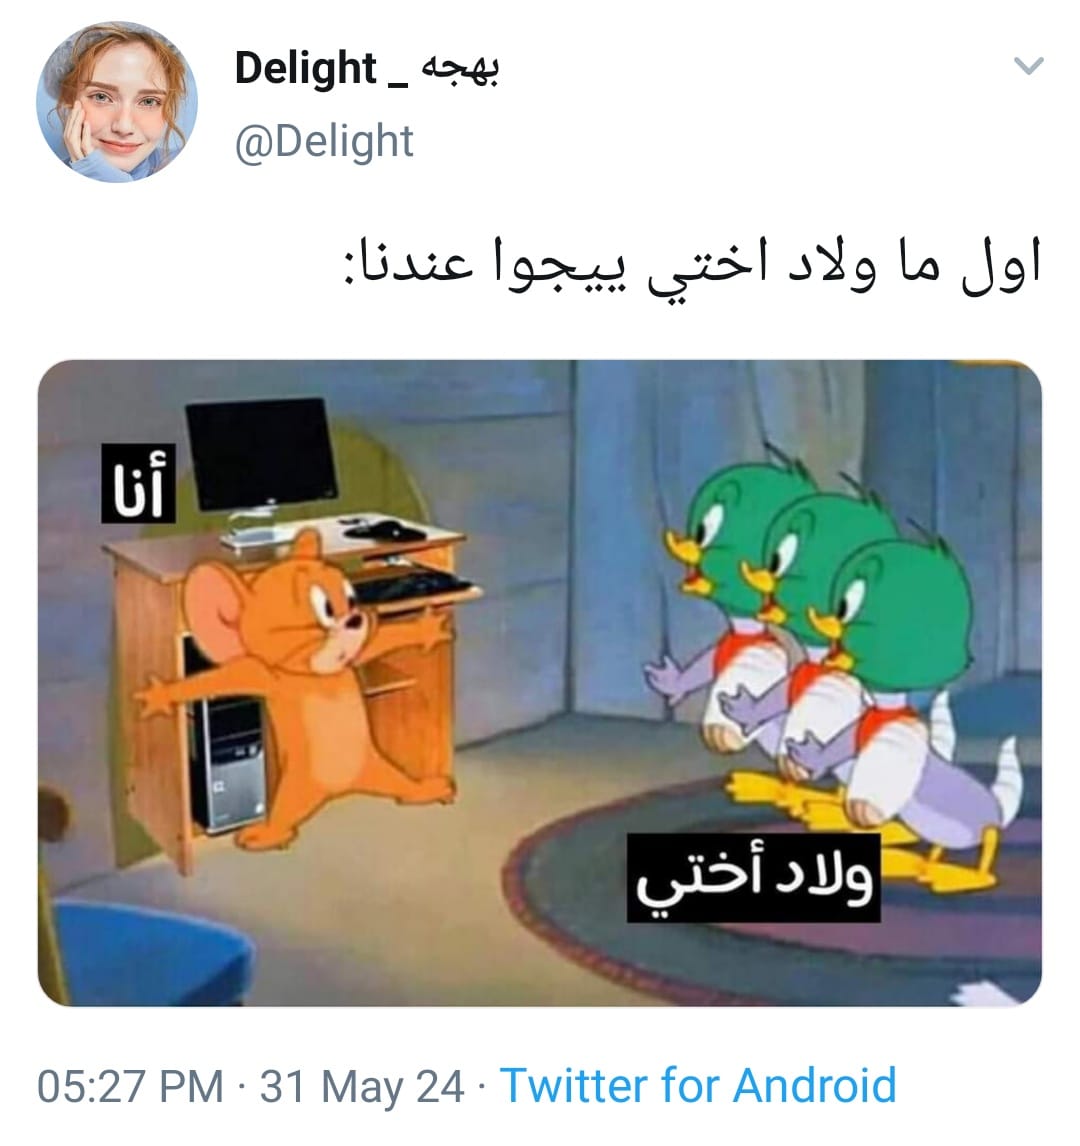 Delight _ بهجه
@Delight
اول ما ولاد اختي ييجوا عندنا:
أنا
ولاد أختي
05:27 PM · 31 May 24 · Twitter for Android